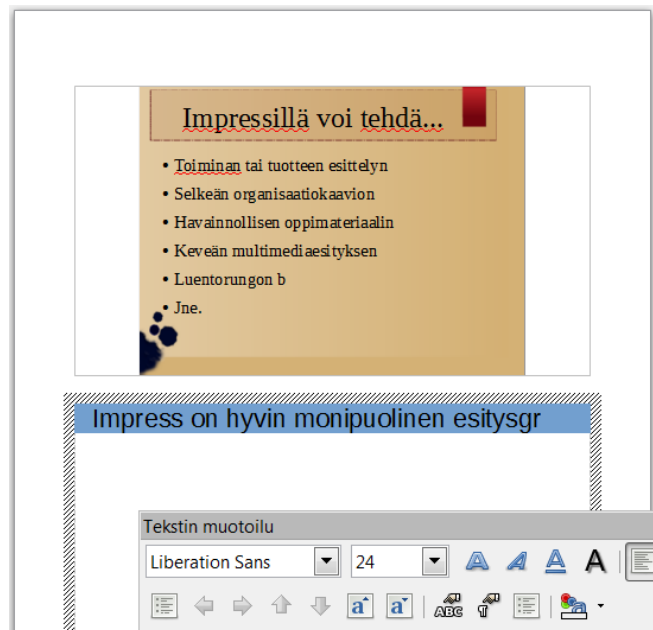 Impressillä voi tehdä...
• Toiminan tai tuotteen esittelyn
• Selkeän organisaatiokaavion
• Havainnollisen oppimateriaalin
• Keveän multimediaesityksen
• Luentorungon b
• Jne.
Impress on hyvin monipuolinen esitysgr
Tekstin muotoilu
Liberation Sans 24 A A A A
a a ABC